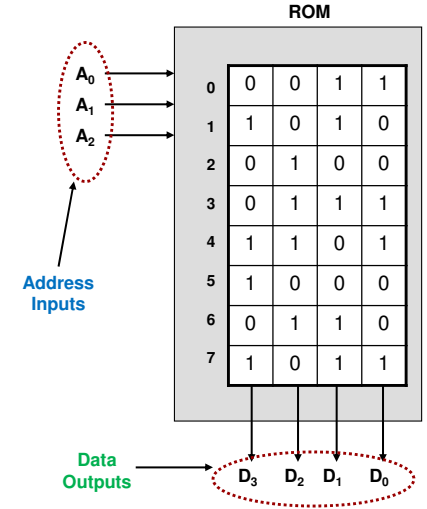 ROM
A₀
A₁
A₂
0 0 0 1 1
1 1 0 1 0
2 0 1 0 0
3 0 1 1 1
4 1 1 0 1
5 1 0 0 0
6 0 1 1 0
7 1 0 1 1
Address
Inputs
Data
Outputs
D₃ D₂ D₁ D₀